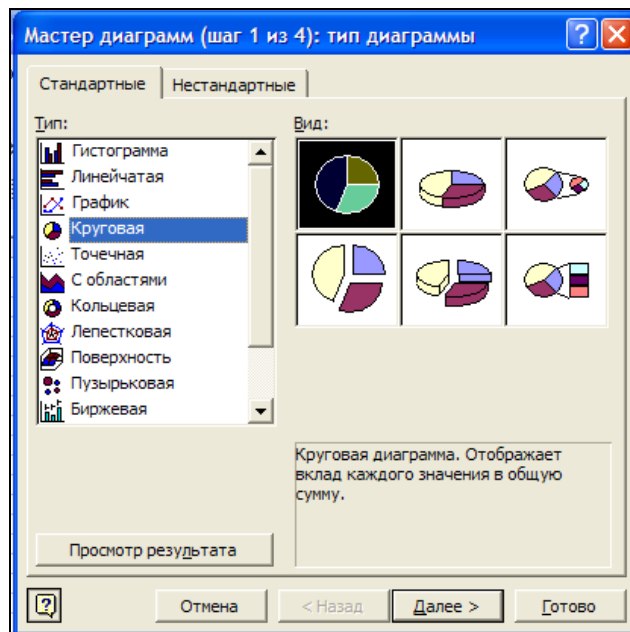 Мастер диаграмм (шаг 1 из 4): тип диаграммы
Стандартные
Нестандартные
Тип:
Гистограмма
Линейчатая
График
Круговая
Точечная
С областями
Кольцевая
Лепестковая
Поверхность
Пузырьковая
Биржевая
Вид:
Круговая диаграмма. Отображает
вклад каждого значения в общую
сумму.
Просмотр результата
Отмена
< Назад
Далее >
Готово